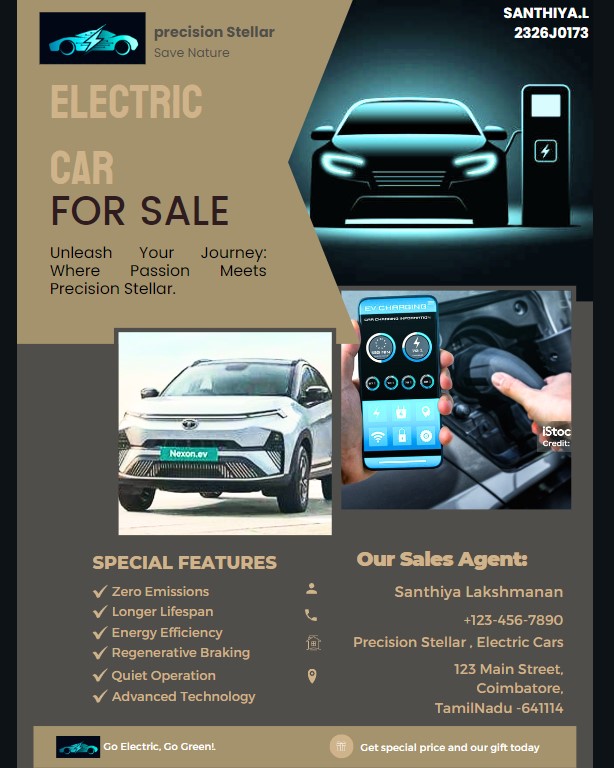 SANTHIYA.L
2326J0173
precision Stellar
Save Nature
ELECTRIC
CAR
FOR SALE
Unleash Your Journey:
Where Passion Meets
Precision Stellar.
EV CHARGING
CAR CHARGING INFORMATION
iStoc
Credit:
Nexon.ev
SPECIAL FEATURES
Zero Emissions
Longer Lifespan
Energy Efficiency
Regenerative Braking
Quiet Operation
Advanced Technology
Our Sales Agent:
Santhiya Lakshmanan
+123-456-7890
Precision Stellar , Electric Cars
123 Main Street,
Coimbatore,
TamilNadu -641114
Go Electric, Go Green!.
Get special price and our gift today